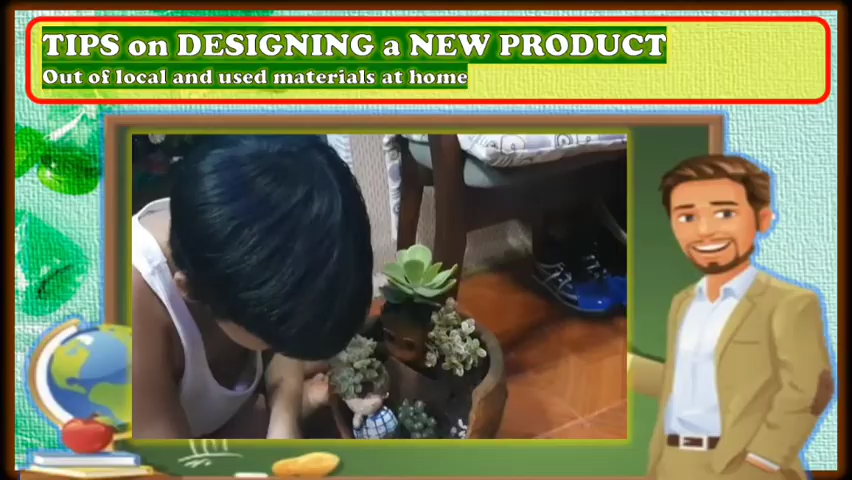 TIPS on DESIGNING a NEW PRODUCT
Out of local and used materials at home